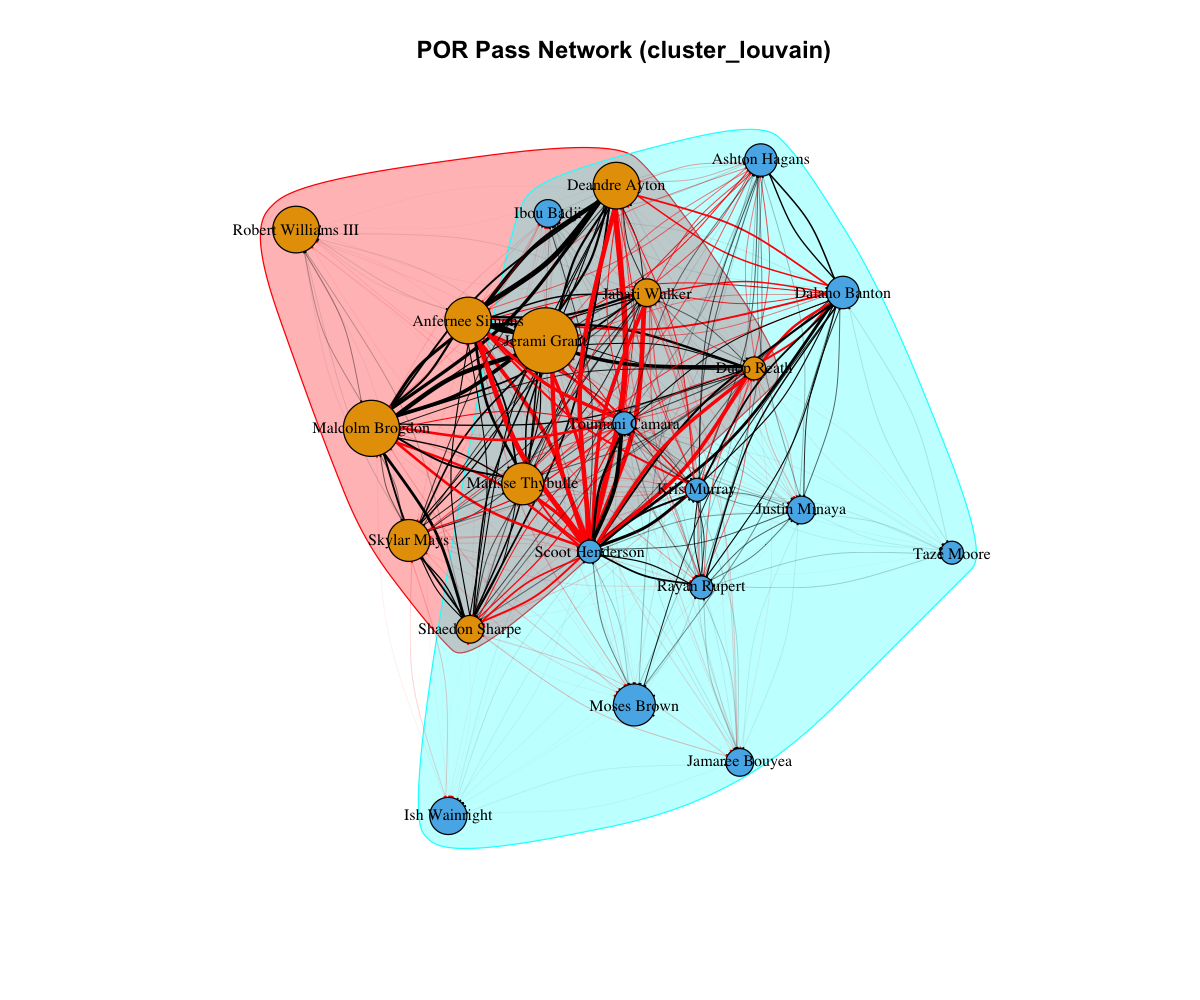 POR Pass Network (cluster_louvain)
Ashton Hagans
Deandre Ayton
Ibou Badji
Robert Williams III
Jabari Walker
Dalano Banton
Anfernee Simons
Jerami Grant
Duop Reath
Toumani Camara
Malcolm Brogdon
Matisse Thybulle
Kris Murray
Justin Minaya
Skylar Mays
Scoot Henderson
Taze Moore
Rayan Rupert
Shaedon Sharpe
Moses Brown
Jamaree Bouyea
Ish Wainright